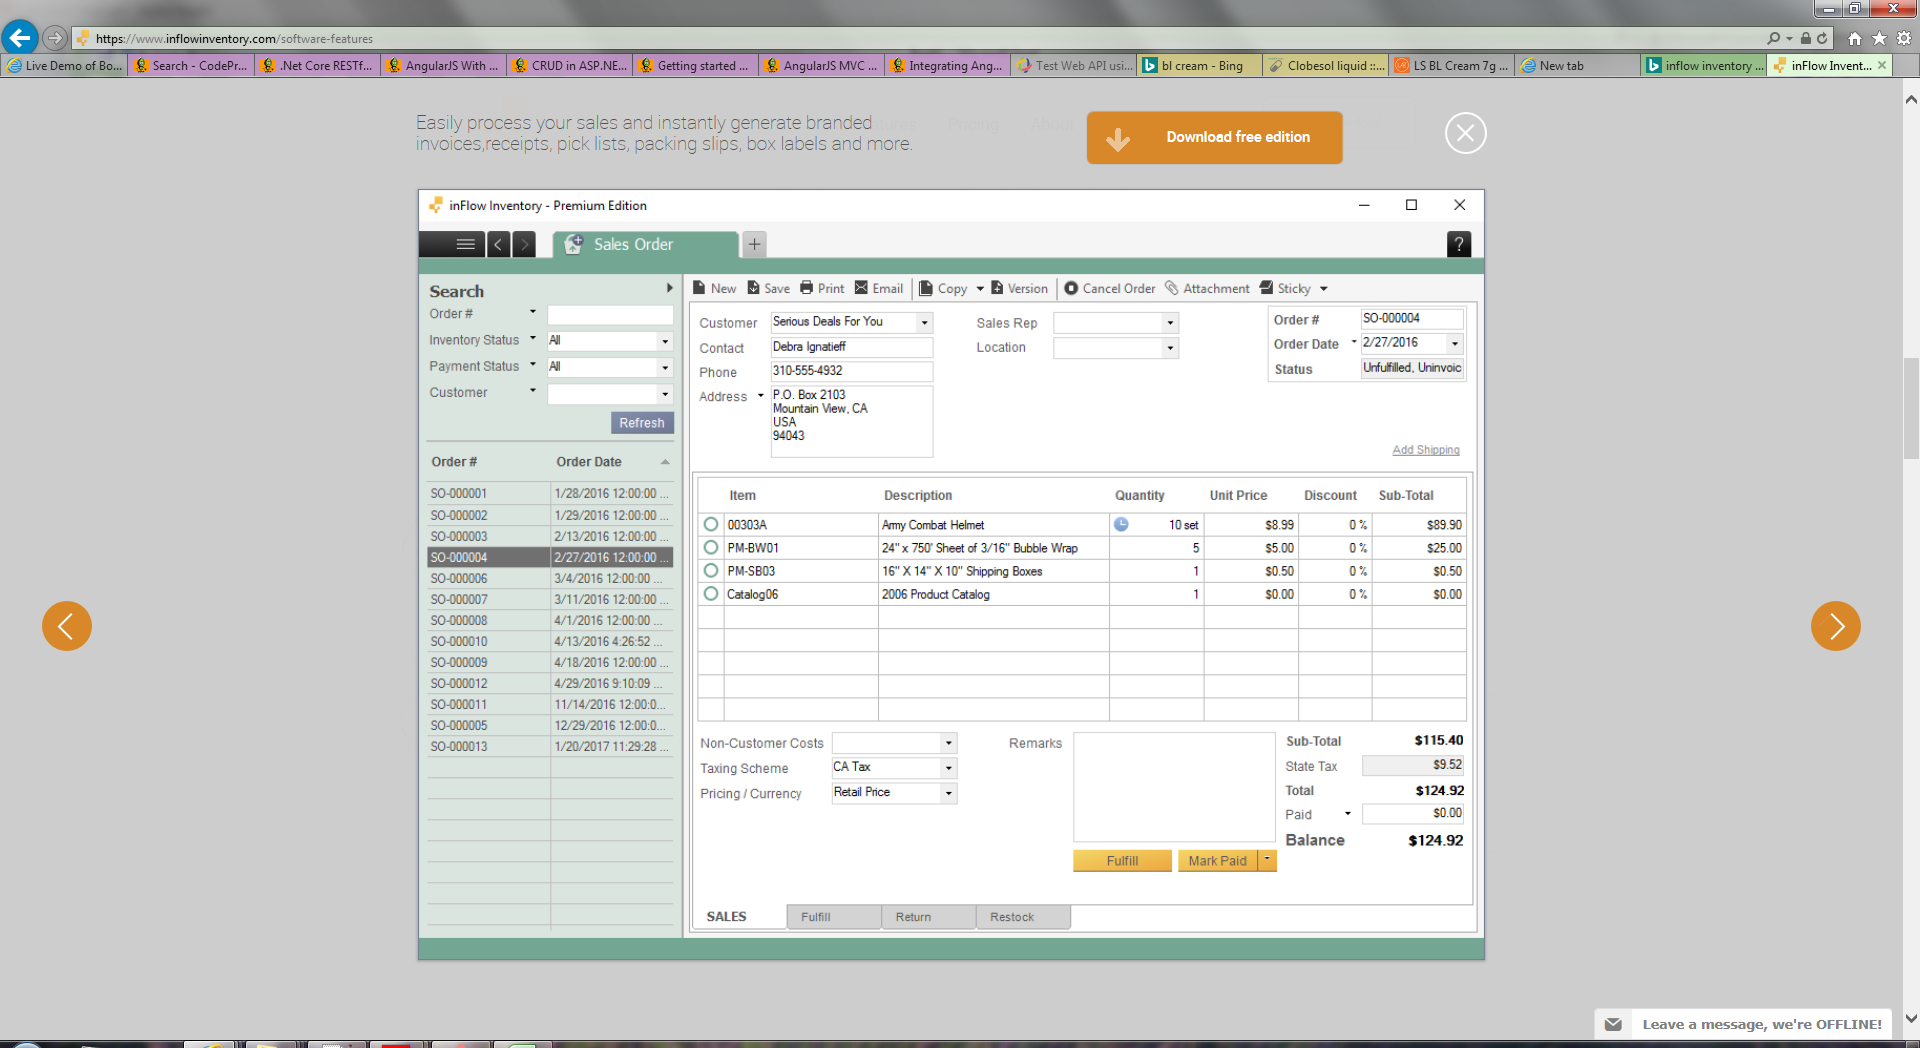 https://www.inflowinventory.com/software-features
Live Demo of Bo...
Search - CodePr...
.Net Core RESTf...
AngularJS With ...
CRUD in ASP.NE...
Getting started ...
AngularJS MVC ...
Integrating Ang...
Test Web API usi...
bl cream - Bing
Clobesol liquid ::...
LS BL Cream 7g ...
New tab
inflow inventory ...
inFlow Invent...
Easily process your sales and instantly generate branded
invoices,receipts, pick lists, packing slips, box labels and more.
Download free edition
inFlow Inventory - Premium Edition
Sales Order
?
Search
Order #
Inventory Status All
Payment Status All
Customer
Refresh
New Save Print Email Copy Version Cancel Order Attachment Sticky
Customer Serious Deals For You
Contact Debra Ignatieff
Phone 310-555-4932
Address P.O. Box 2103
Mountain View, CA
USA
94043
Sales Rep
Location
Order # SO-000004
Order Date 2/27/2016
Status Unfulfilled, Uninvoic
Add Shipping
Order # Order Date
SO-000001 1/28/2016 12:00:00 ...
SO-000002 1/29/2016 12:00:00 ...
SO-000003 2/13/2016 12:00:00 ...
SO-000004 2/27/2016 12:00:00 ...
SO-000006 3/4/2016 12:00:00 ...
SO-000007 3/11/2016 12:00:00 ...
SO-000008 4/1/2016 12:00:00 ...
SO-000010 4/13/2016 4:26:52 ...
SO-000009 4/18/2016 12:00:00 ...
SO-000012 4/29/2016 9:10:09 ...
SO-000011 11/14/2016 12:00:0...
SO-000005 12/29/2016 12:00:0...
SO-000013 1/20/2017 11:29:28 ...
Item Description Quantity Unit Price Discount Sub-Total
00303A Army Combat Helmet 10 set $8.99 0 % $89.90
PM-BW01 24" x 750' Sheet of 3/16" Bubble Wrap 5 $5.00 0 % $25.00
PM-SB03 16" X 14" X 10" Shipping Boxes 1 $0.50 0 % $0.50
Catalog06 2006 Product Catalog 1 $0.00 0 % $0.00
Non-Customer Costs
Taxing Scheme CA Tax
Pricing / Currency Retail Price
Remarks
Sub-Total $115.40
State Tax $9.52
Total $124.92
Paid $0.00
Balance $124.92
Fulfill Mark Paid
SALES Fulfill Return Restock
Leave a message, we're OFFLINE!